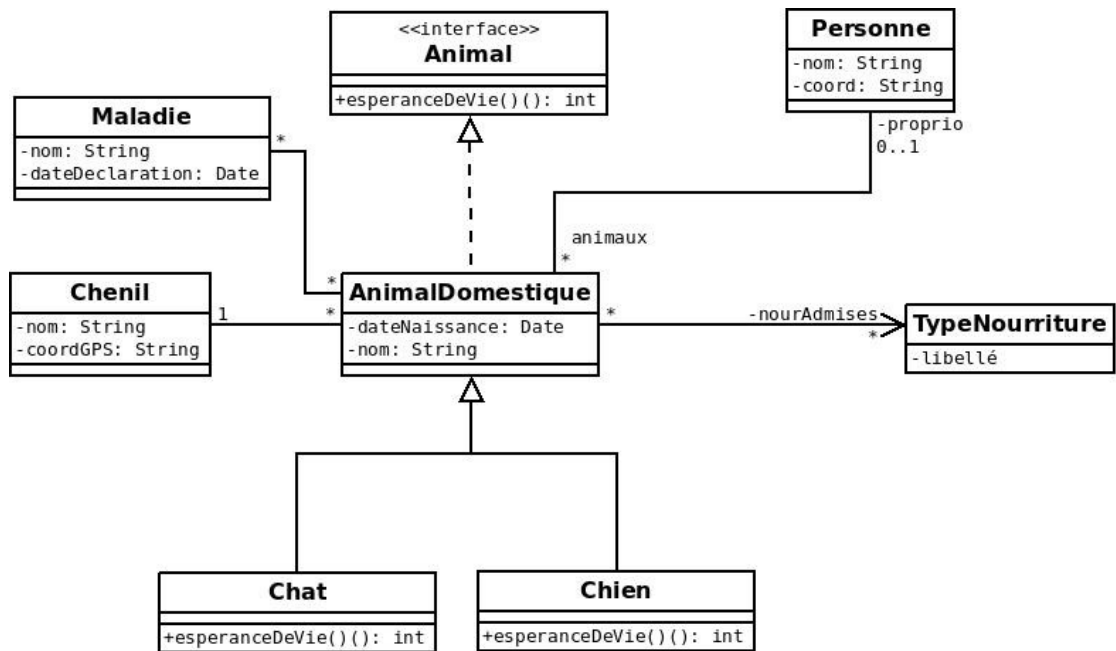 <<interface>>
Animal
+esperanceDeVie()(): int
Personne
-nom: String
-coord: String
-proprio
0..1
Maladie
-nom: String
-dateDeclaration: Date
*
*
animaux
*
Chenil
-nom: String
-coordGPS: String
1
*
AnimalDomestique
-dateNaissance: Date
-nom: String
*
-nourAdmises
*
TypeNourriture
-libellé
Chat
+esperanceDeVie()(): int
Chien
+esperanceDeVie()(): int